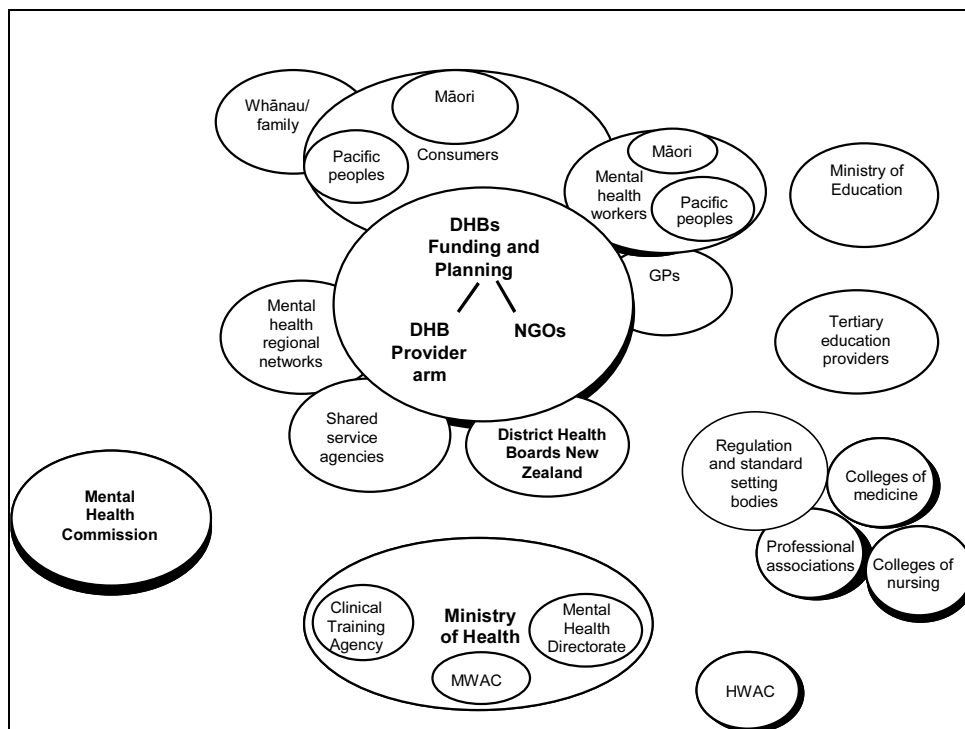 Whānau/
family
Māori
Pacific
peoples
Consumers
Māori
Mental
health
workers
Pacific
peoples
Ministry of
Education
DHBs
Funding and
Planning
DHB
Provider
arm
NGOs
GPs
Mental
health
regional
networks
Tertiary
education
providers
Shared
service
agencies
District Health
Boards New
Zealand
Regulation
and standard
setting
bodies
Colleges of
medicine
Mental
Health
Commission
Professional
associations
Colleges
of nursing
Clinical
Training
Agency
Ministry
of Health
Mental
Health
Directorate
MWAC
HWAC